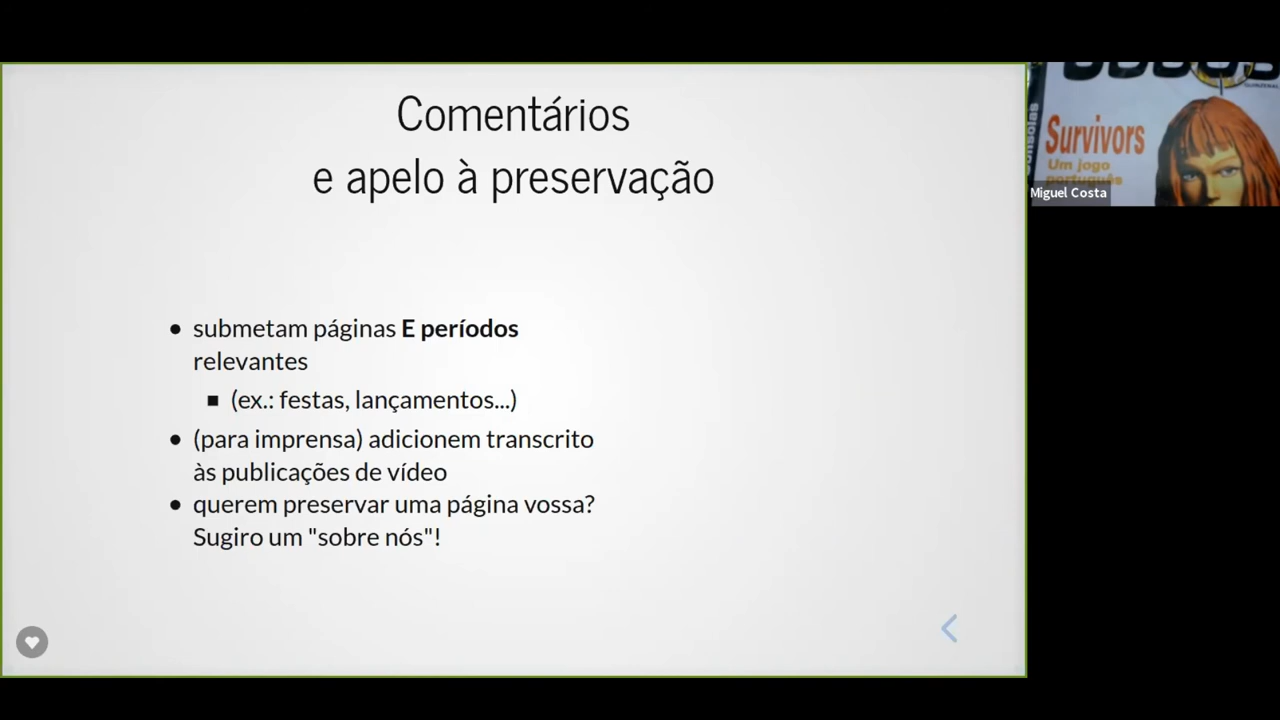 Comentários
e apelo à preservação
submetam páginas E períodos
relevantes
(ex.: festas, lançamentos...)
(para imprensa) adicionem transcrito
às publicações de vídeo
querem preservar uma página vossa?
Sugiro um "sobre nós"!
Survivors
Um jogo
português
Miguel Costa